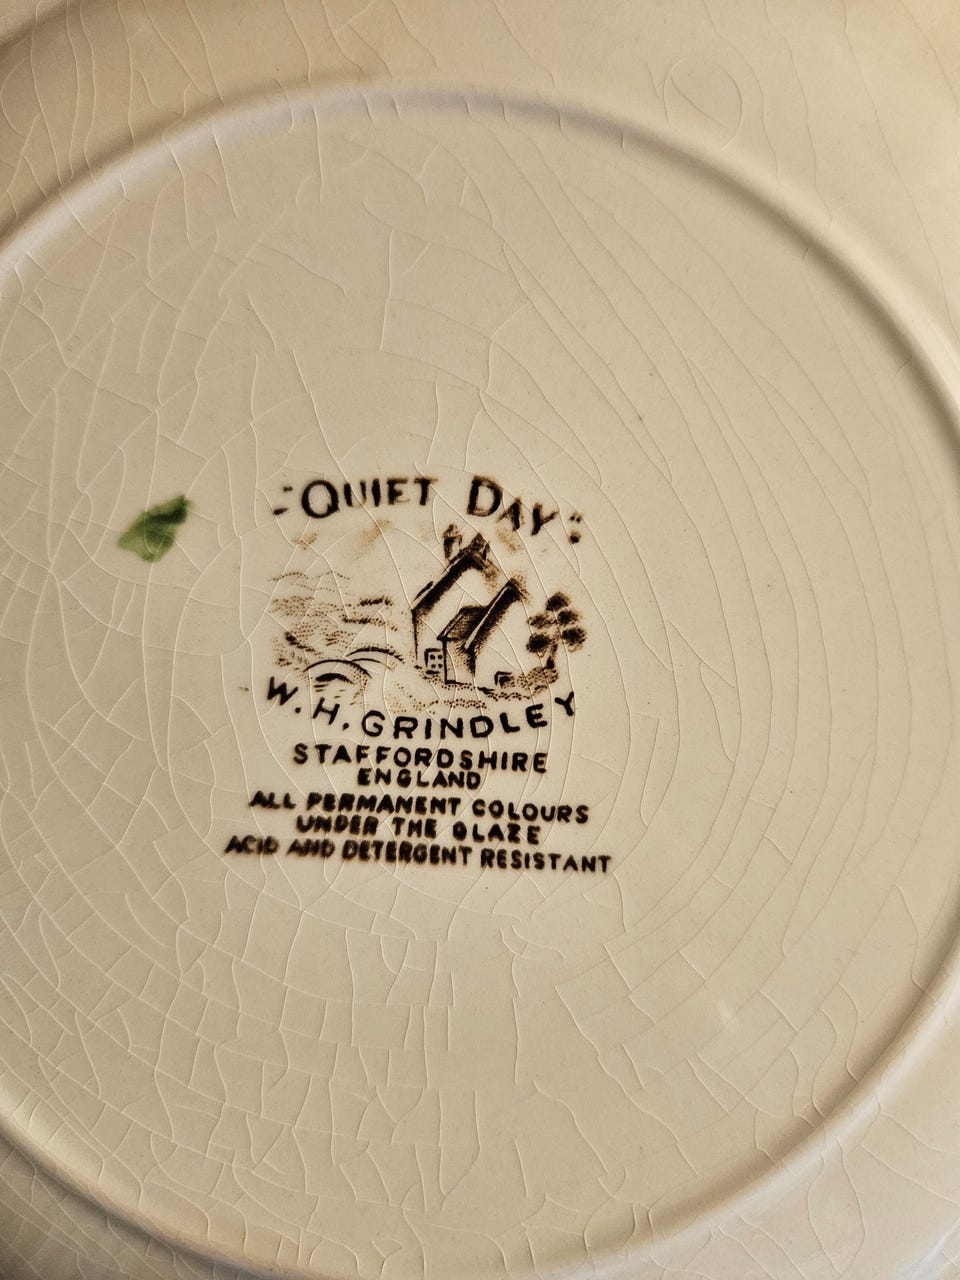 "QUIET DAY"
W.H.GRINDLEY
STAFFORDSHIRE
ENGLAND
ALL PERMANENT COLOURS
UNDER THE GLAZE
ACID AND DETERGENT RESISTANT